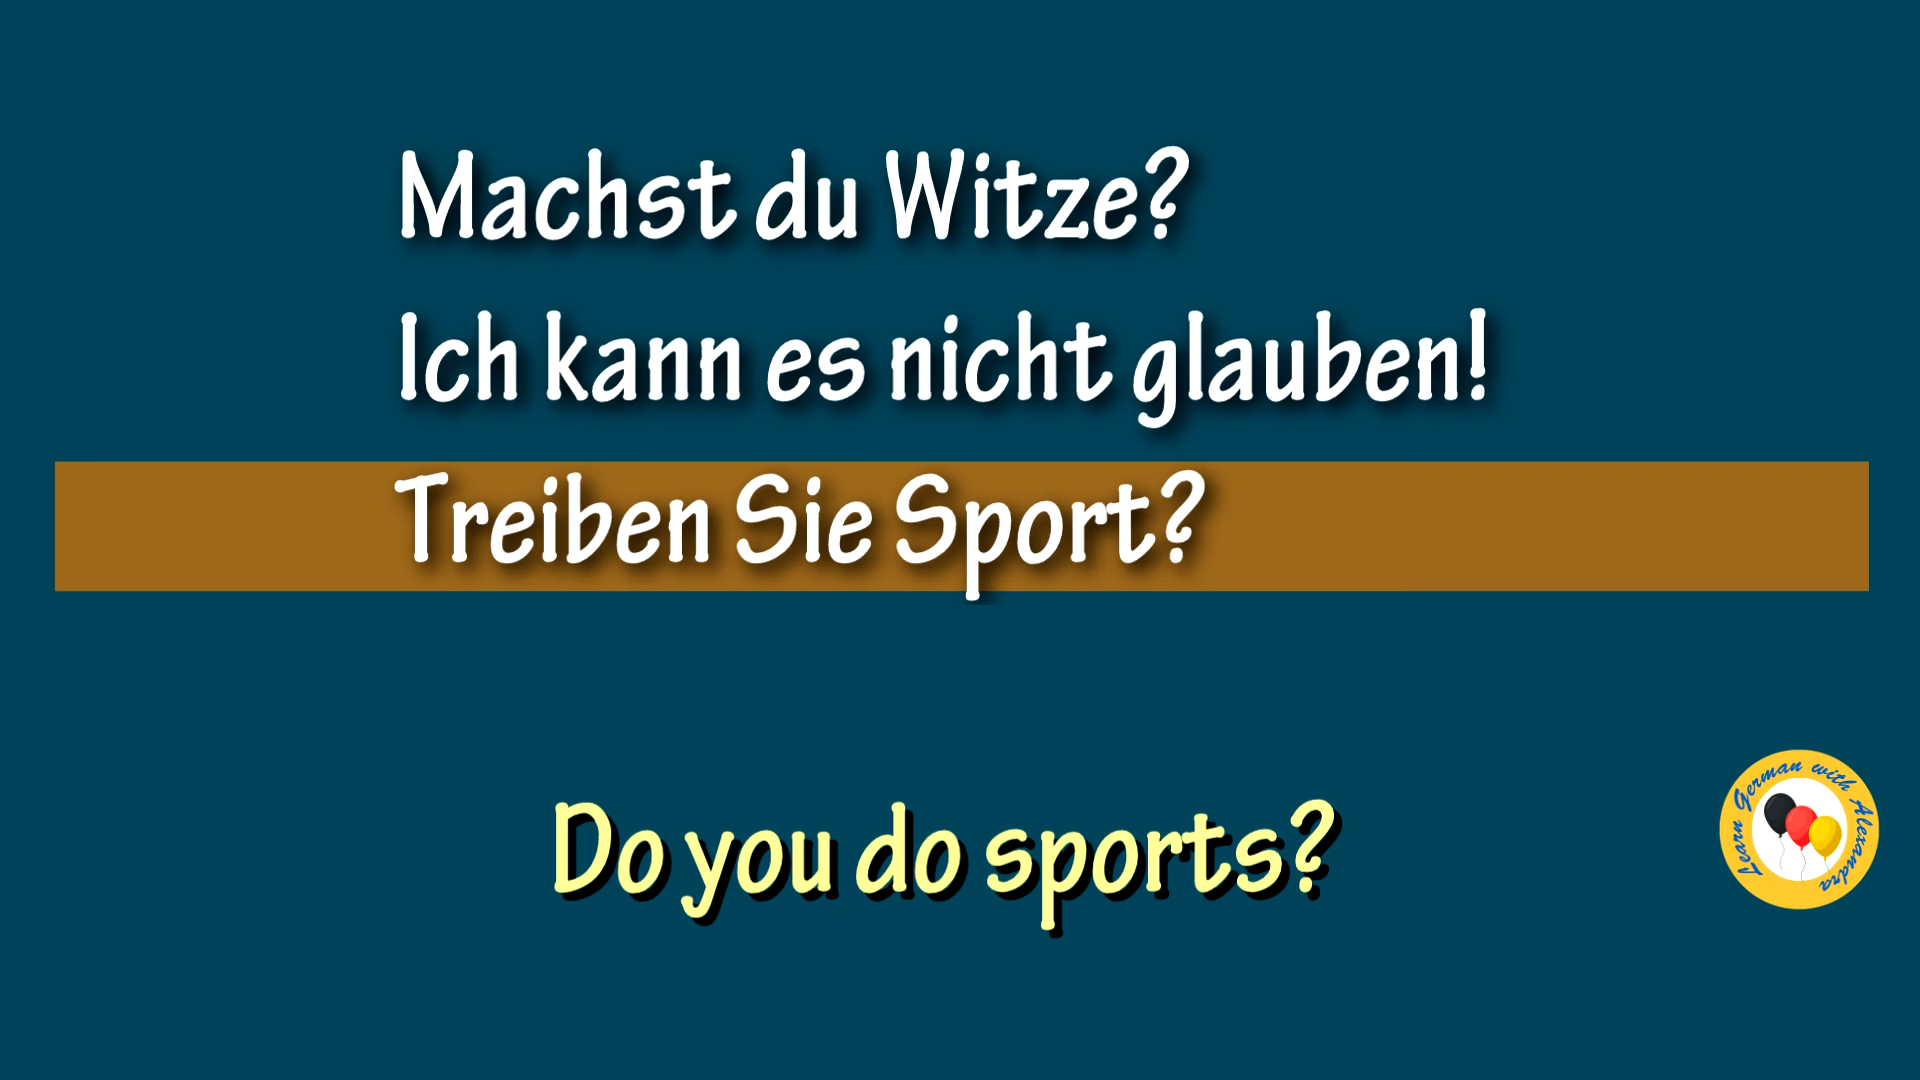 Machst du Witze?
Ich kann es nicht glauben!
Treiben Sie Sport?
Do you do sports?
Learn German with Alexandra